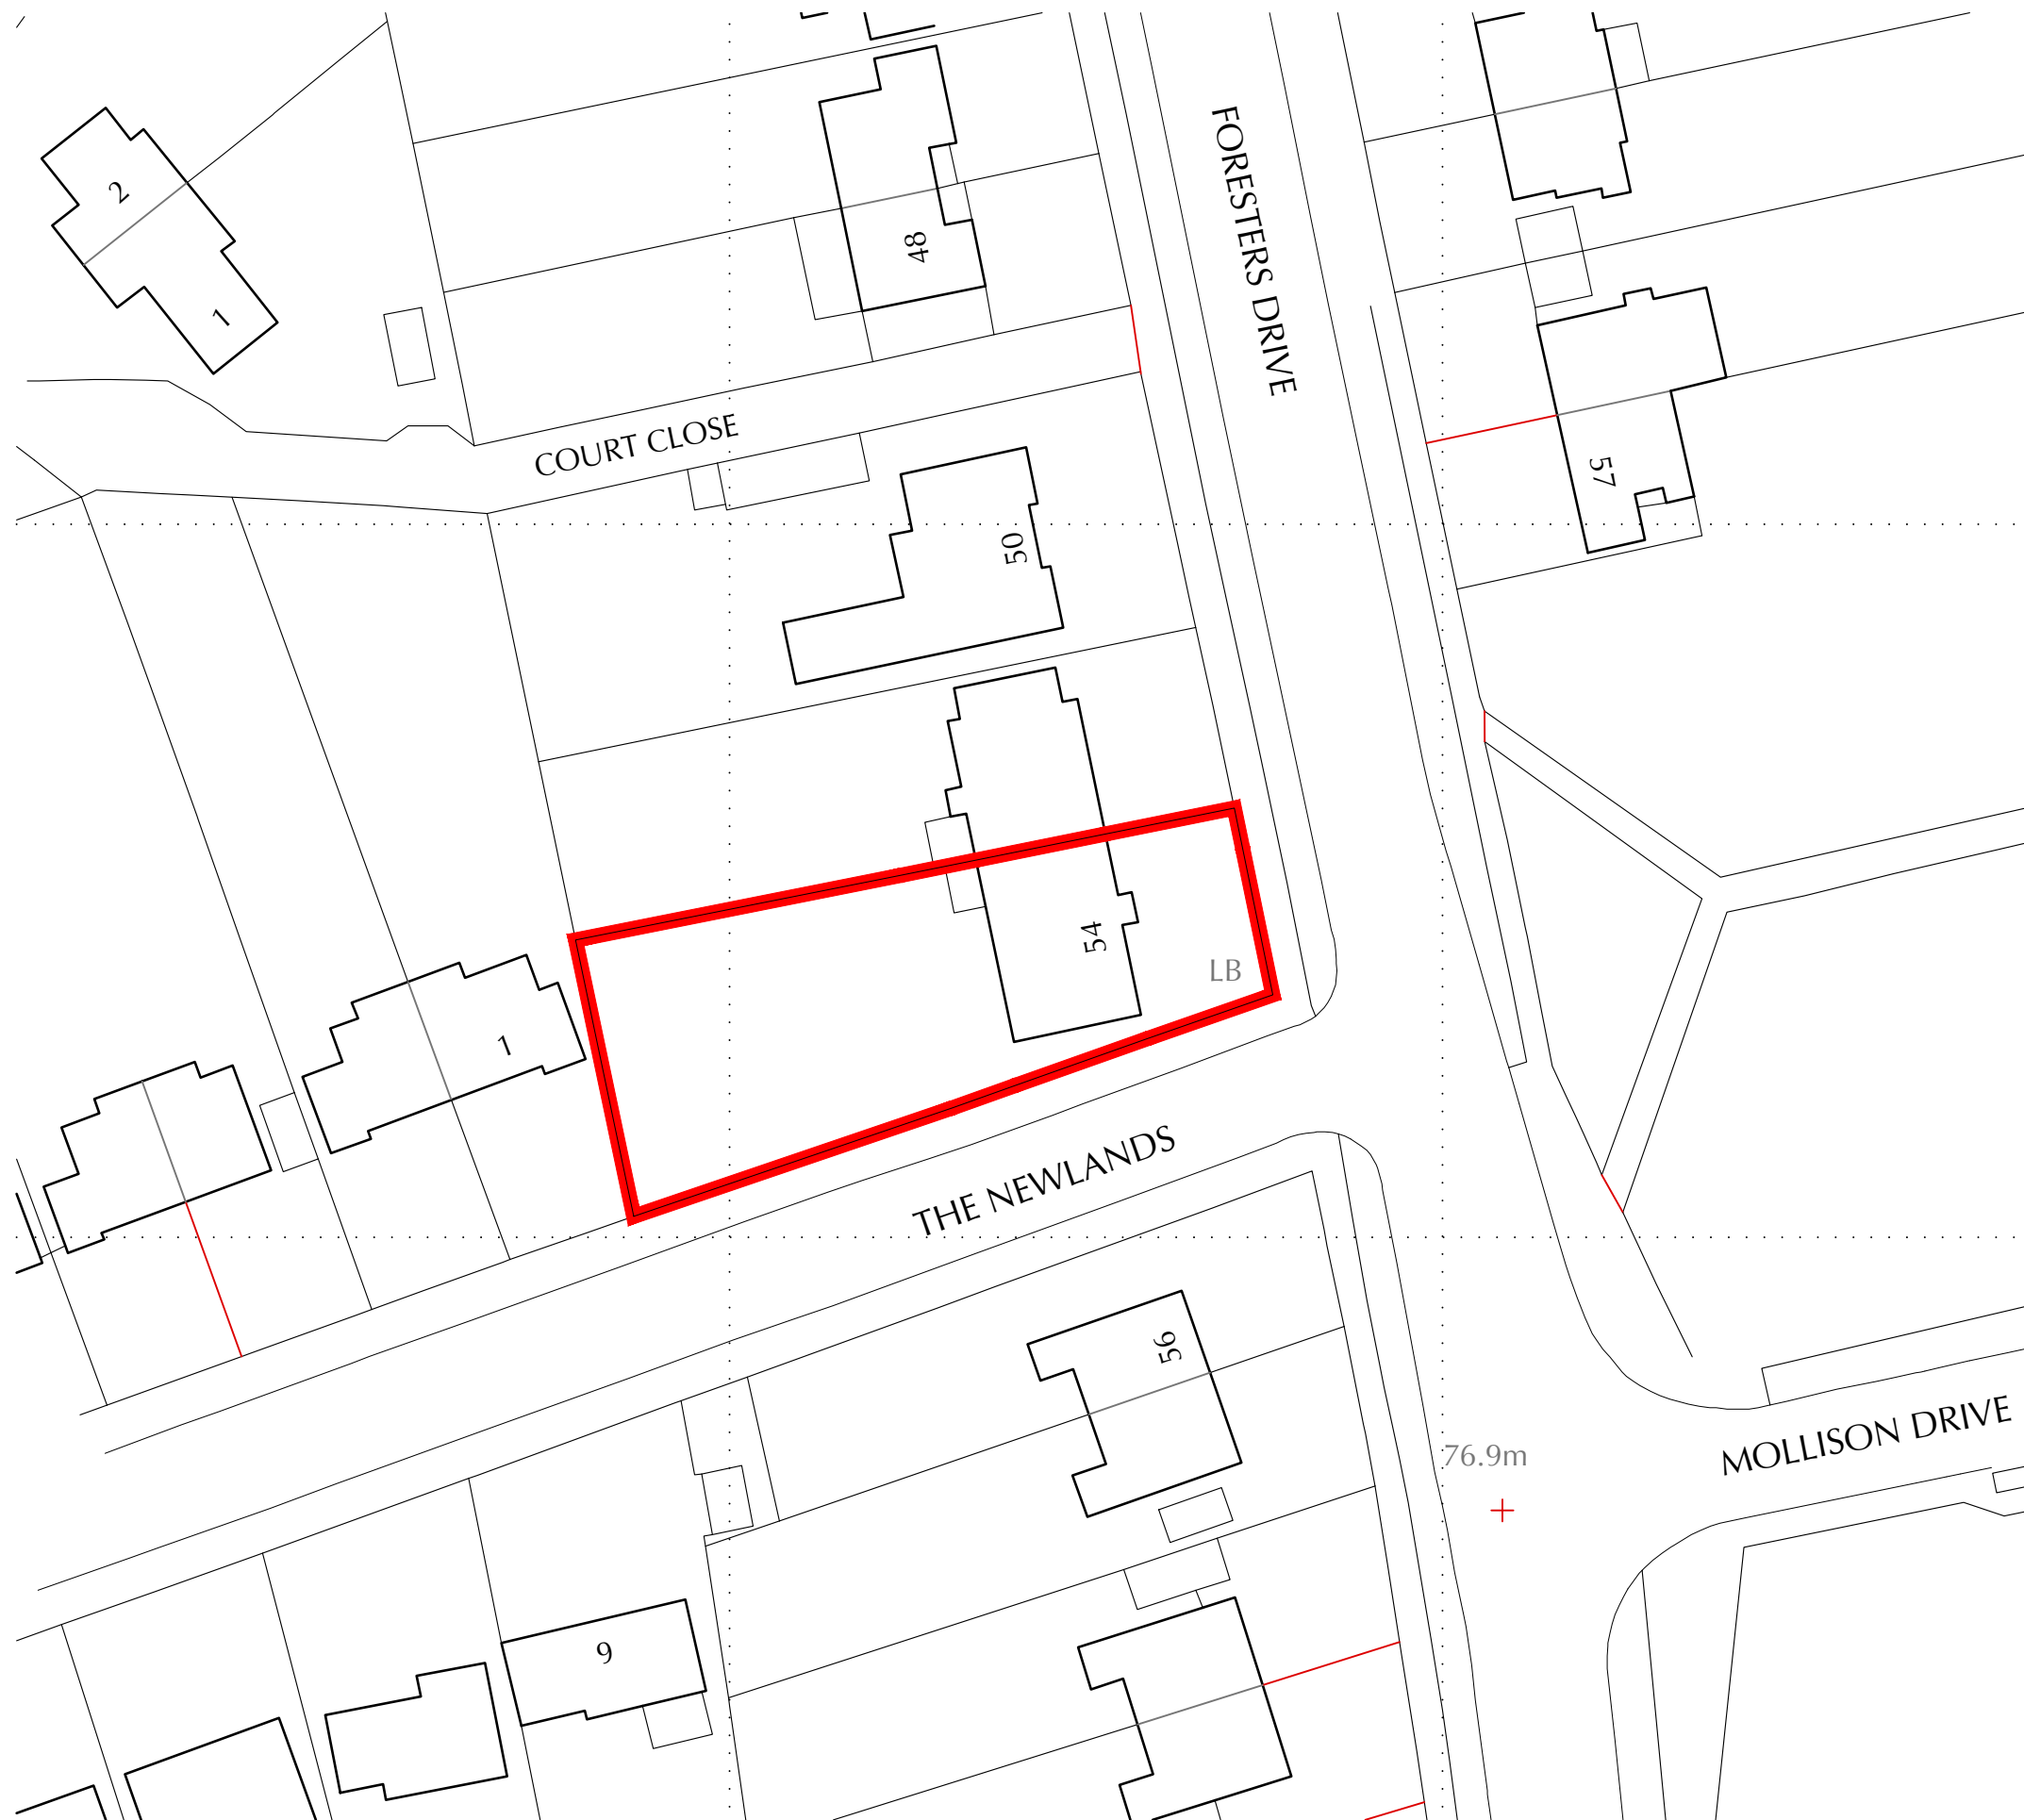 FORESTERS DRIVE
2
48
1
COURT CLOSE
57
50
54
LB
1
THE NEWLANDS
56
MOLLISON DRIVE
76.9m
9